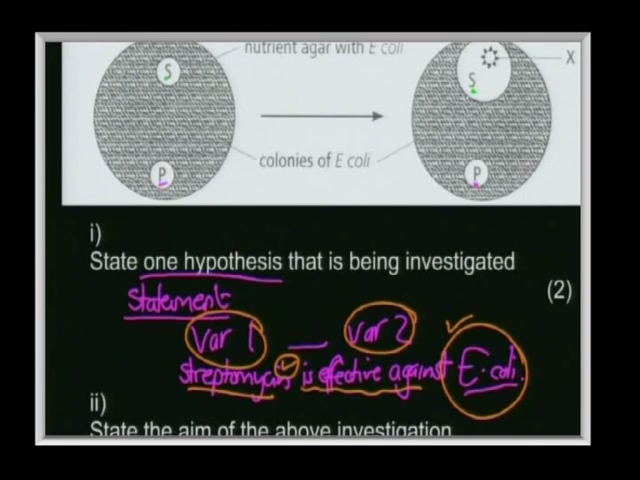 nutrient agar with E coli
X
S
S
colonies of E coli
P
P
i)
State one hypothesis that is being investigated
(2)
Statement
Var 1 __ Var 2
Streptomycin is effective against E. coli.
ii)
State the aim of the above investigation